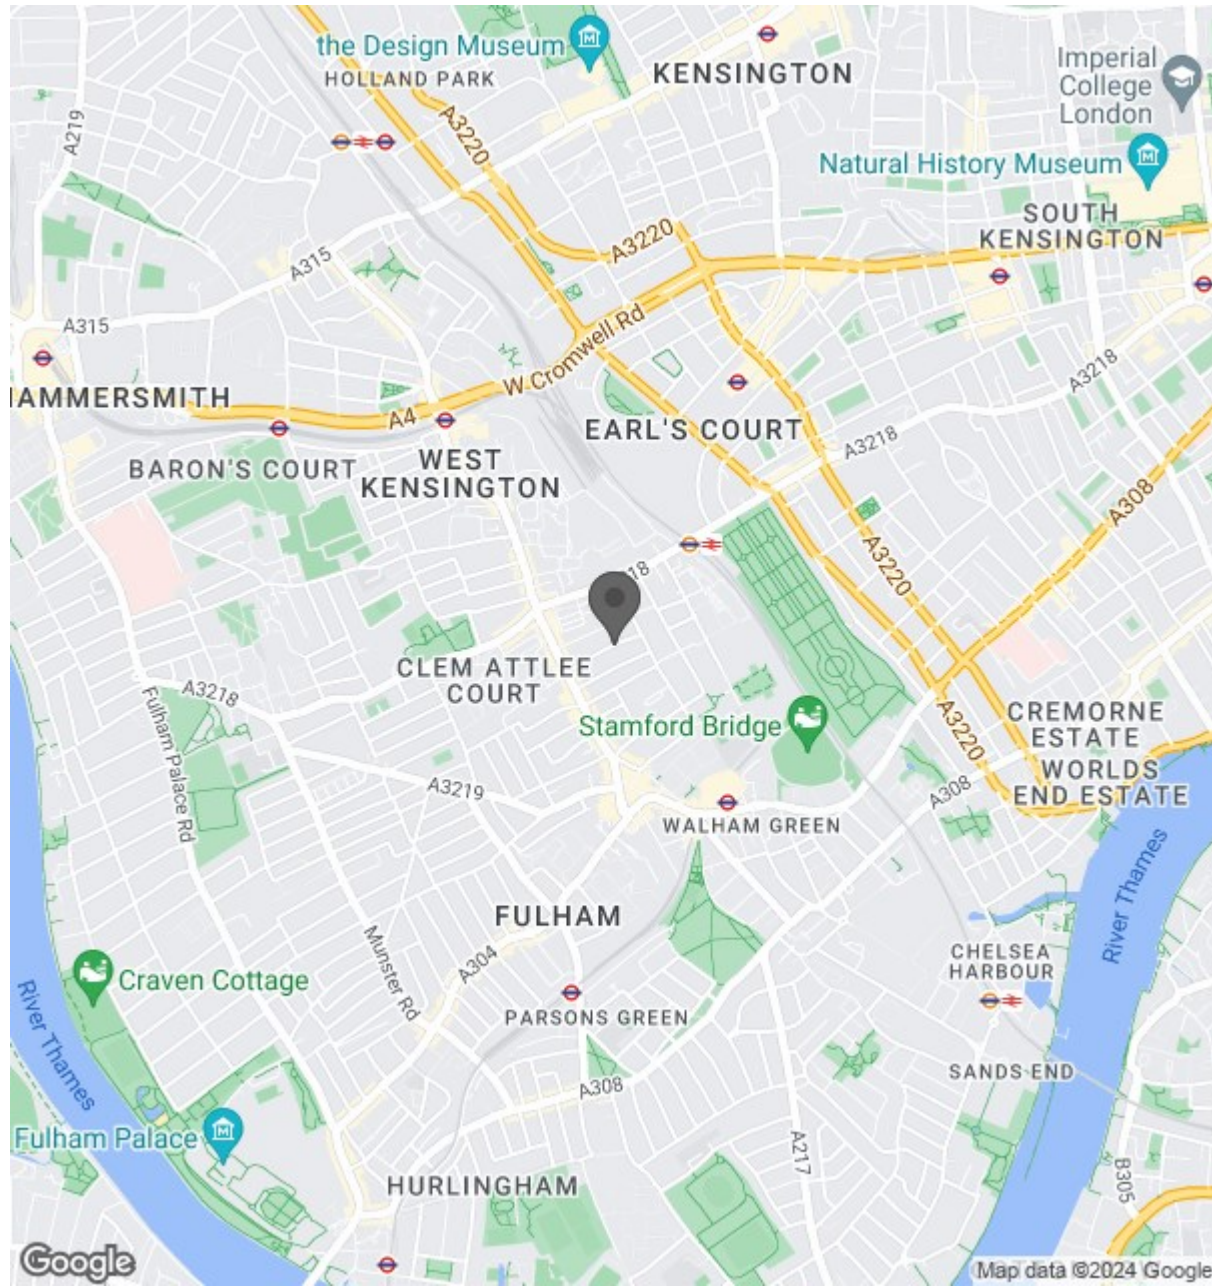 the Design Museum
HOLLAND PARK
KENSINGTON
Imperial
College
London
A219
A3220
Natural History Museum
SOUTH
KENSINGTON
A3220
A315
A315
W Cromwell Rd
A3218
HAMMERSMITH
A4
EARL'S COURT
A3218
BARON'S COURT
WEST
KENSINGTON
A308
A3220
18
CLEM ATTLEE
COURT
A3218
Fulham Palace Rd
Stamford Bridge
A3220
CREMORNE
ESTATE
WORLDS
END ESTATE
A3219
A308
WALHAM GREEN
River Thames
FULHAM
Munster Rd
A304
CHELSEA
HARBOUR
Craven Cottage
River Thames
PARSONS GREEN
SANDS END
A308
Fulham Palace
A217
B305
HURLINGHAM
Google
Map data ©2024 Google